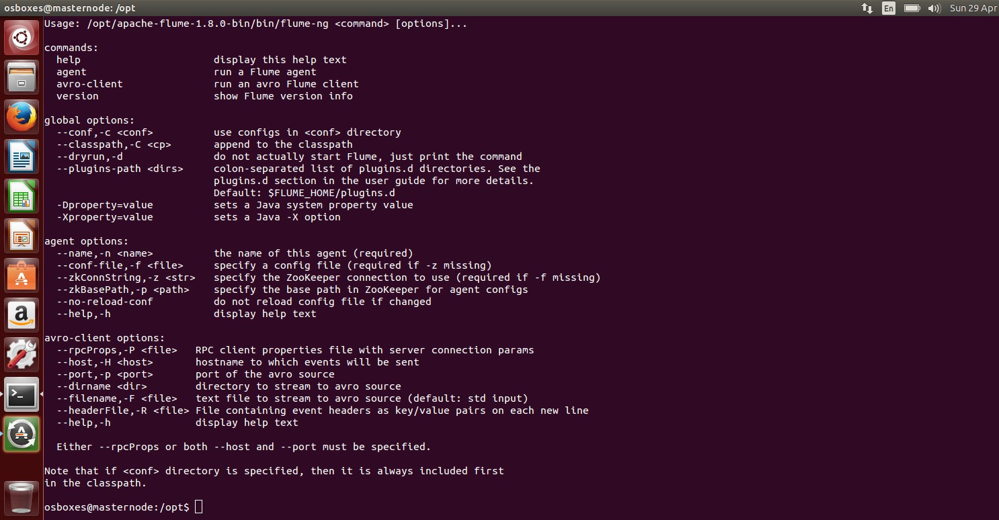 osboxes@masternode: /opt
En
Sun 29 Apr
Usage: /opt/apache-flume-1.8.0-bin/bin/flume-ng <command> [options]...
commands:
help display this help text
agent run a Flume agent
avro-client run an avro Flume client
version show Flume version info
global options:
--conf,-c <conf> use configs in <conf> directory
--classpath,-C <cp> append to the classpath
--dryrun,-d do not actually start Flume, just print the command
--plugins-path <dirs> colon-separated list of plugins.d directories. See the
plugins.d section in the user guide for more details.
Default: $FLUME_HOME/plugins.d
-Dproperty=value sets a Java system property value
-Xproperty=value sets a Java -X option
agent options:
--name,-n <name> the name of this agent (required)
--conf-file,-f <file> specify a config file (required if -z missing)
--zkConnString,-z <str> specify the ZooKeeper connection to use (required if -f missing)
--zkBasePath,-p <path> specify the base path in ZooKeeper for agent configs
--no-reload-conf do not reload config file if changed
--help,-h display help text
avro-client options:
--rpcProps,-P <file> RPC client properties file with server connection params
--host,-H <host> hostname to which events will be sent
--port,-p <port> port of the avro source
--dirname <dir> directory to stream to avro source
--filename,-F <file> text file to stream to avro source (default: std input)
--headerFile,-R <file> File containing event headers as key/value pairs on each new line
--help,-h display help text
Either --rpcProps or both --host and --port must be specified.
Note that if <conf> directory is specified, then it is always included first
in the classpath.
osboxes@masternode:/opt$